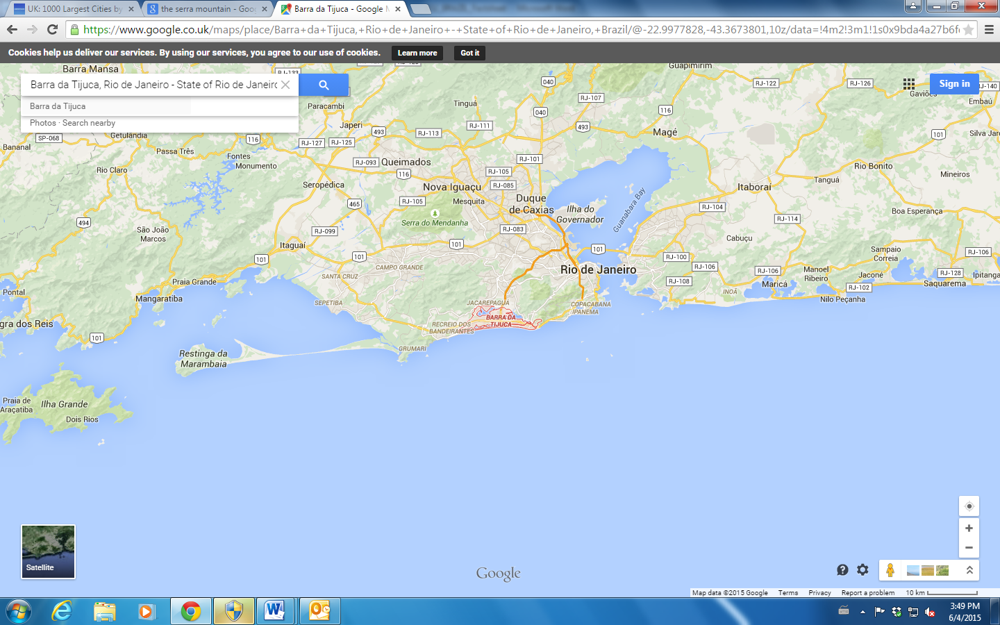 UK: 1000 Largest Cities by
the serra mountain - Goo
Barra da Tijuca - Google M
https://www.google.co.uk/maps/place/Barra+da+Tijuca,+Rio+de+Janeiro+-+State+of+Rio+de+Janeiro,+Brazil/@-22.9977828,-43.3673801,10z/data=!4m2!3m1!1s0x9bda4a27b6f
Cookies help us deliver our services. By using our services, you agree to our use of cookies.
Learn more
Got it
Barra Mansa
RJ-133
Guapimirim
Barra da Tijuca, Rio de Janeiro - State of Rio de Janeiro
Sign in
Barra da Tijuca
Photos · Search nearby
040
RJ-122
RJ-126
RJ-140
Gaviões
Embaú
Paracambi
Tinguá
RJ-107
040
116
Japeri
493
RJ-113
RJ-111
493
Magé
101
Silva Jard
Getulândia
SP-068
Bananal
116
RJ-127
RJ-125
Passa Três
Fontes
Monumento
RJ-093
Queimados
RJ-101
Rio Claro
116
RJ-105
Rio Bonito
Mineiros
Seropédica
Nova Iguaçu
RJ-085
Tanguá
Itaboraí
RJ-105
Mesquita
Duque
de Caxias
465
Ilha do
Governador
Guanabara Bay
RJ-104
Boa Esperança
494
São João
Marcos
Serra do Mendanha
RJ-083
RJ-099
RJ-114
Cabuçu
Itaguaí
101
101
Sampaio
Correia
RJ-106
101
101
RJ-100
CAMPO GRANDE
Rio de Janeiro
RJ-106
RJ-106
Manoel
Ribeiro
Jaconé
RJ-128
Ipitanga
SANTA CRUZ
Praia Grande
RJ-108
Maricá
RJ-102
Saquarema
Pontal
Mangaratiba
INOÃ
Nilo Peçanha
SEPETIBA
JACAREPAGUÁ
COPACABANA
IPANEMA
gra dos Reis
BARRA DA
TIJUCA
RECREIO DOS
BANDEIRANTES
101
GRUMARI
Restinga da
Marambaia
Praia de
Araçatiba
Ilha Grande
Dois Rios
Satellite
Google
Map data ©2015 Google
Terms
Privacy
Report a problem
10 km
3:49 PM
6/4/2015